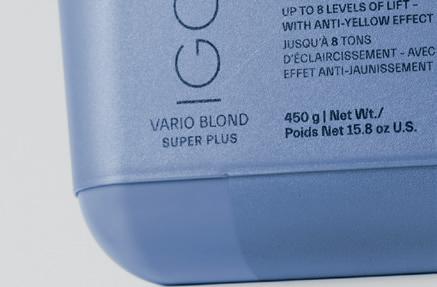 IGO
VARIO BLOND
SUPER PLUS
UP TO 8 LEVELS OF LIFT –
WITH ANTI-YELLOW EFFECT
JUSQU'À 8 TONS
D'ÉCLAIRCISSEMENT - AVEC
EFFET ANTI-JAUNISSEMENT
450 g | Net Wt./
Poids Net 15.8 oz U.S.